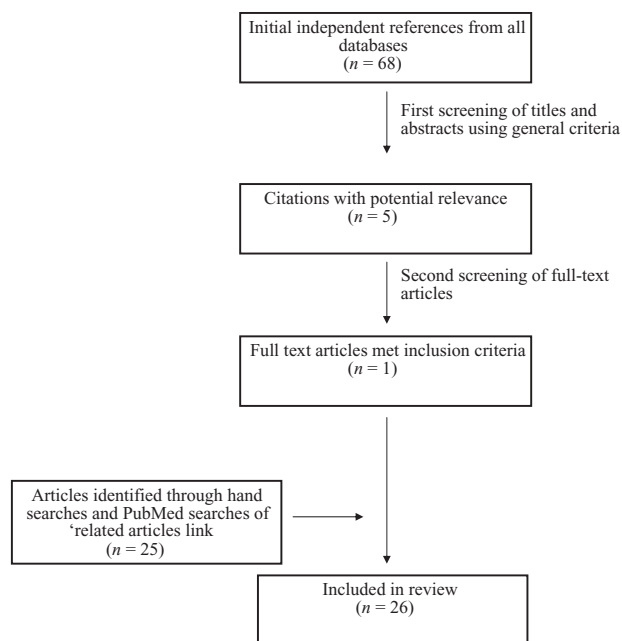 Initial independent references from all
databases
(n = 68)
First screening of titles and
abstracts using general criteria
Citations with potential relevance
(n = 5)
Second screening of full-text
articles
Full text articles met inclusion criteria
(n = 1)
Articles identified through hand
searches and PubMed searches of
‘related articles link
(n = 25)
Included in review
(n = 26)